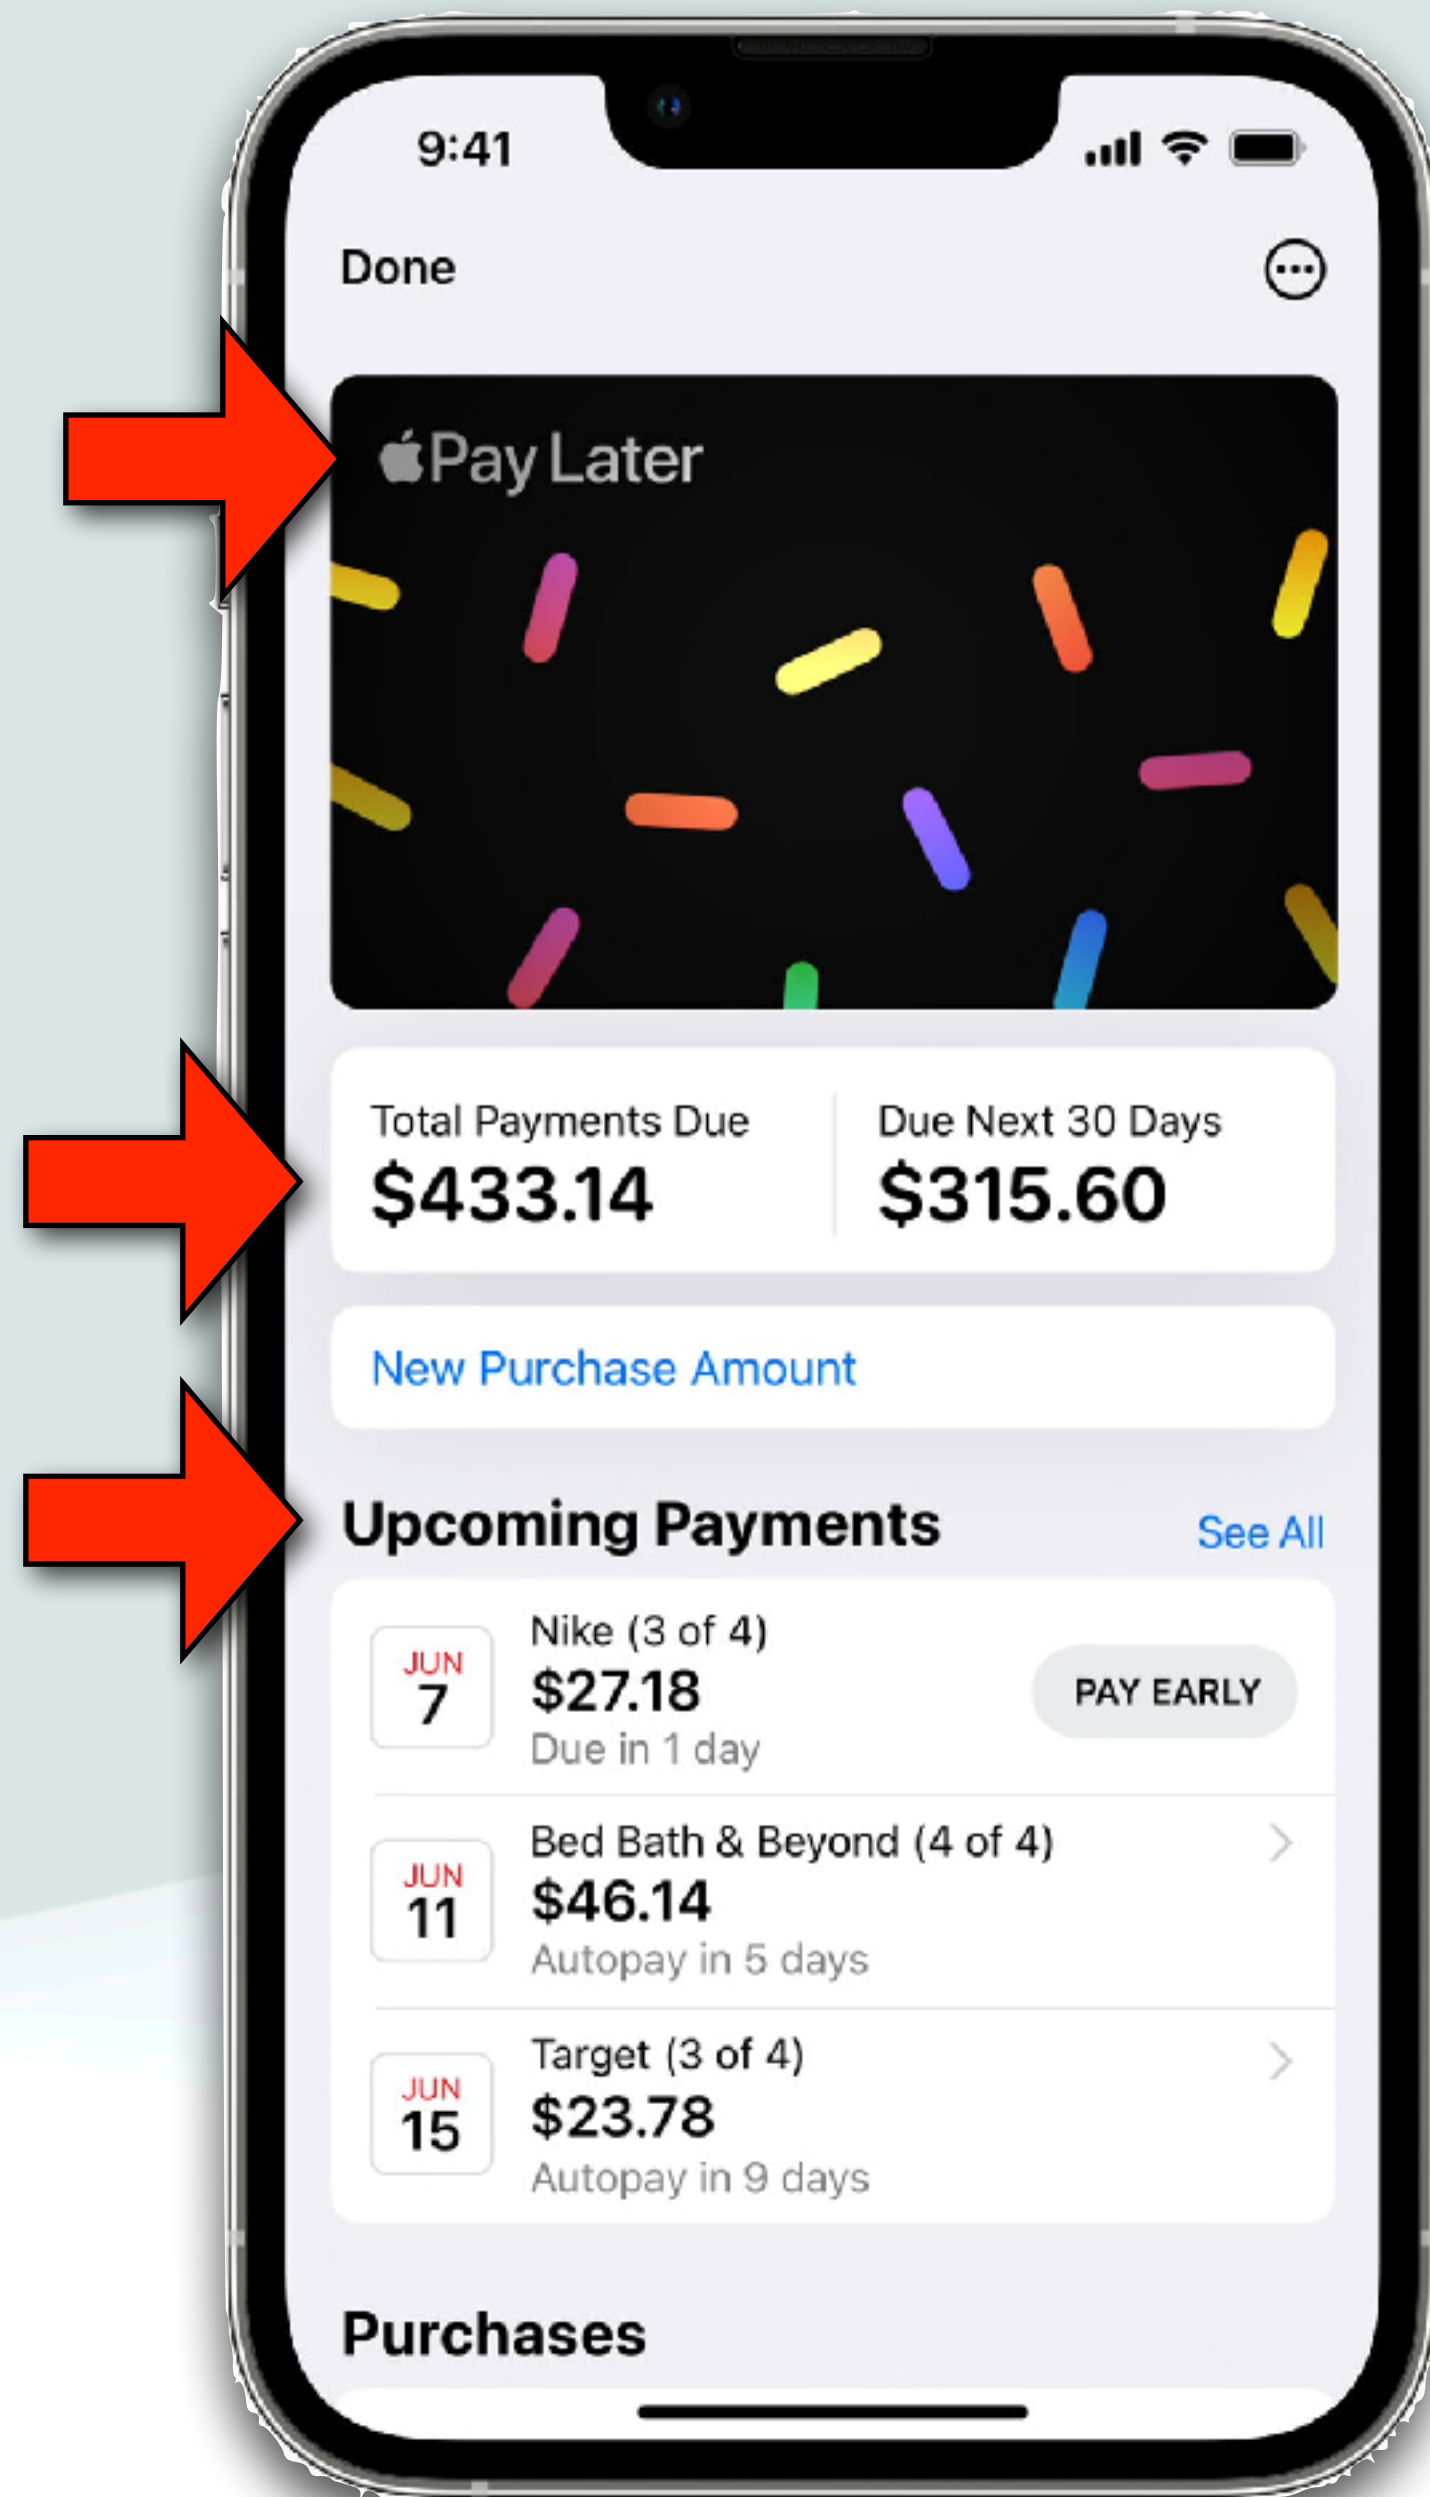 9:41
Done
Pay Later
Total Payments Due
$433.14
Due Next 30 Days
$315.60
New Purchase Amount
Upcoming Payments
See All
JUN
7
Nike (3 of 4)
$27.18
Due in 1 day
PAY EARLY
JUN
11
Bed Bath & Beyond (4 of 4)
$46.14
Autopay in 5 days
JUN
15
Target (3 of 4)
$23.78
Autopay in 9 days
Purchases